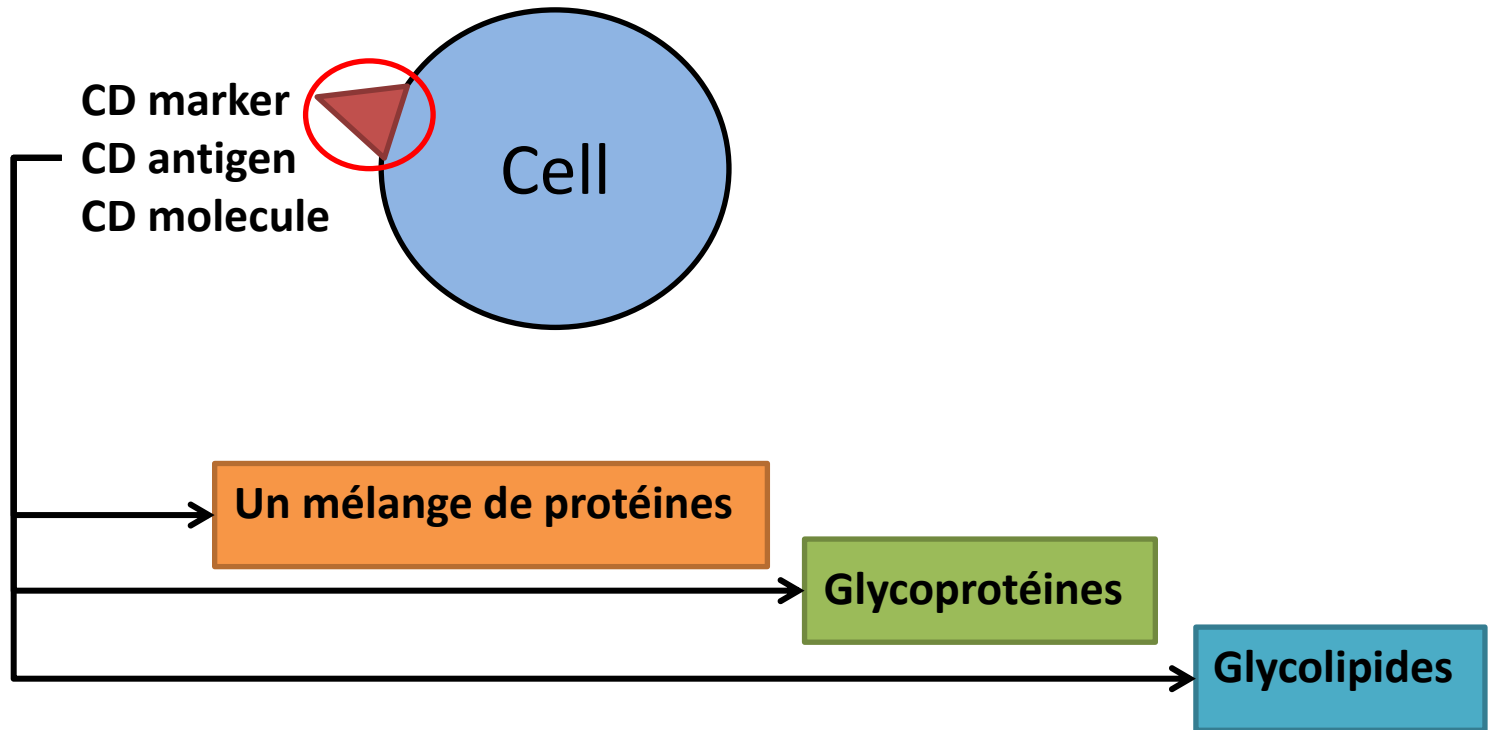 CD marker
CD antigen
CD molecule
Cell
Un mélange de protéines
Glycoprotéines
Glycolipides